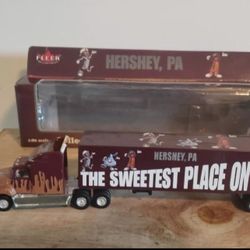 FLEER
HERSHEY, PA
HERSHEY, PA
THE SWEETEST PLACE ON